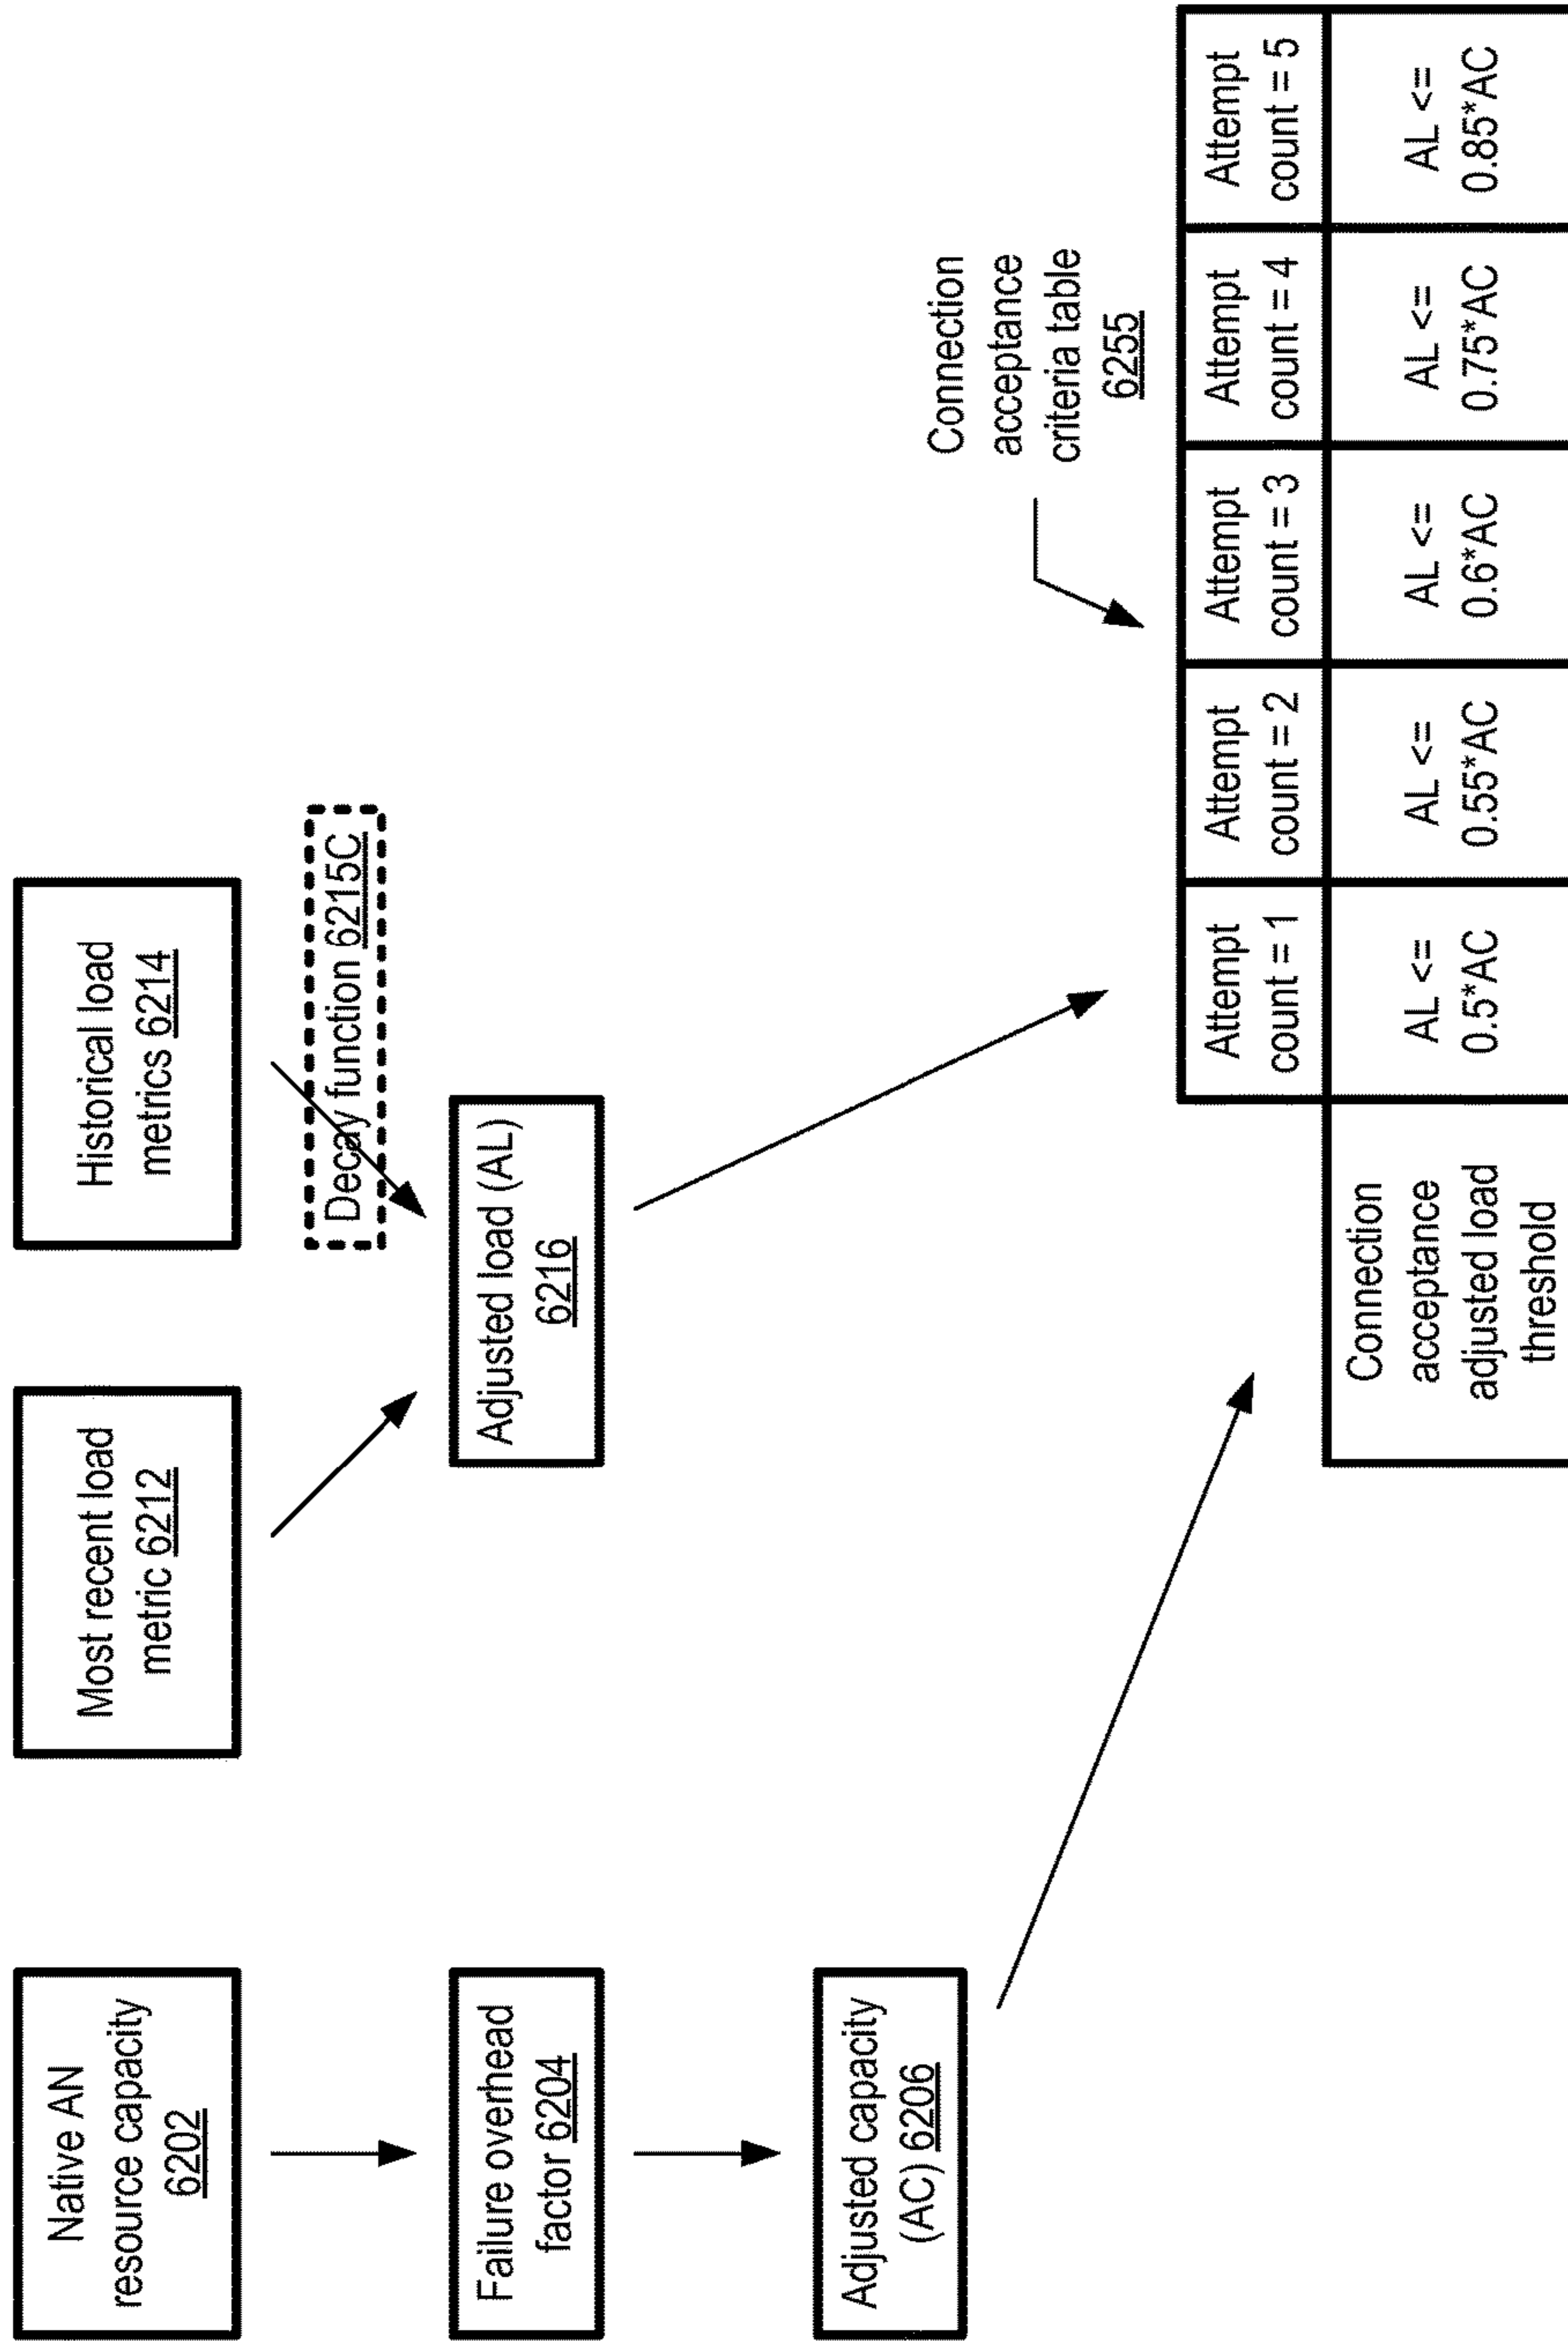 Native AN
resource capacity
6202
Most recent load
metric 6212
Historical load
metrics 6214
Decay function 6215C
Failure overhead
factor 6204
Adjusted load (AL)
6216
Adjusted capacity
(AC) 6206
Connection
acceptance
criteria table
6255
Attempt
count = 1
Attempt
count = 2
Attempt
count = 3
Attempt
count = 4
Attempt
count = 5
Connection
acceptance
adjusted load
threshold
AL <=
0.5*AC
AL <=
0.55*AC
AL <=
0.6*AC
AL <=
0.75*AC
AL <=
0.85*AC